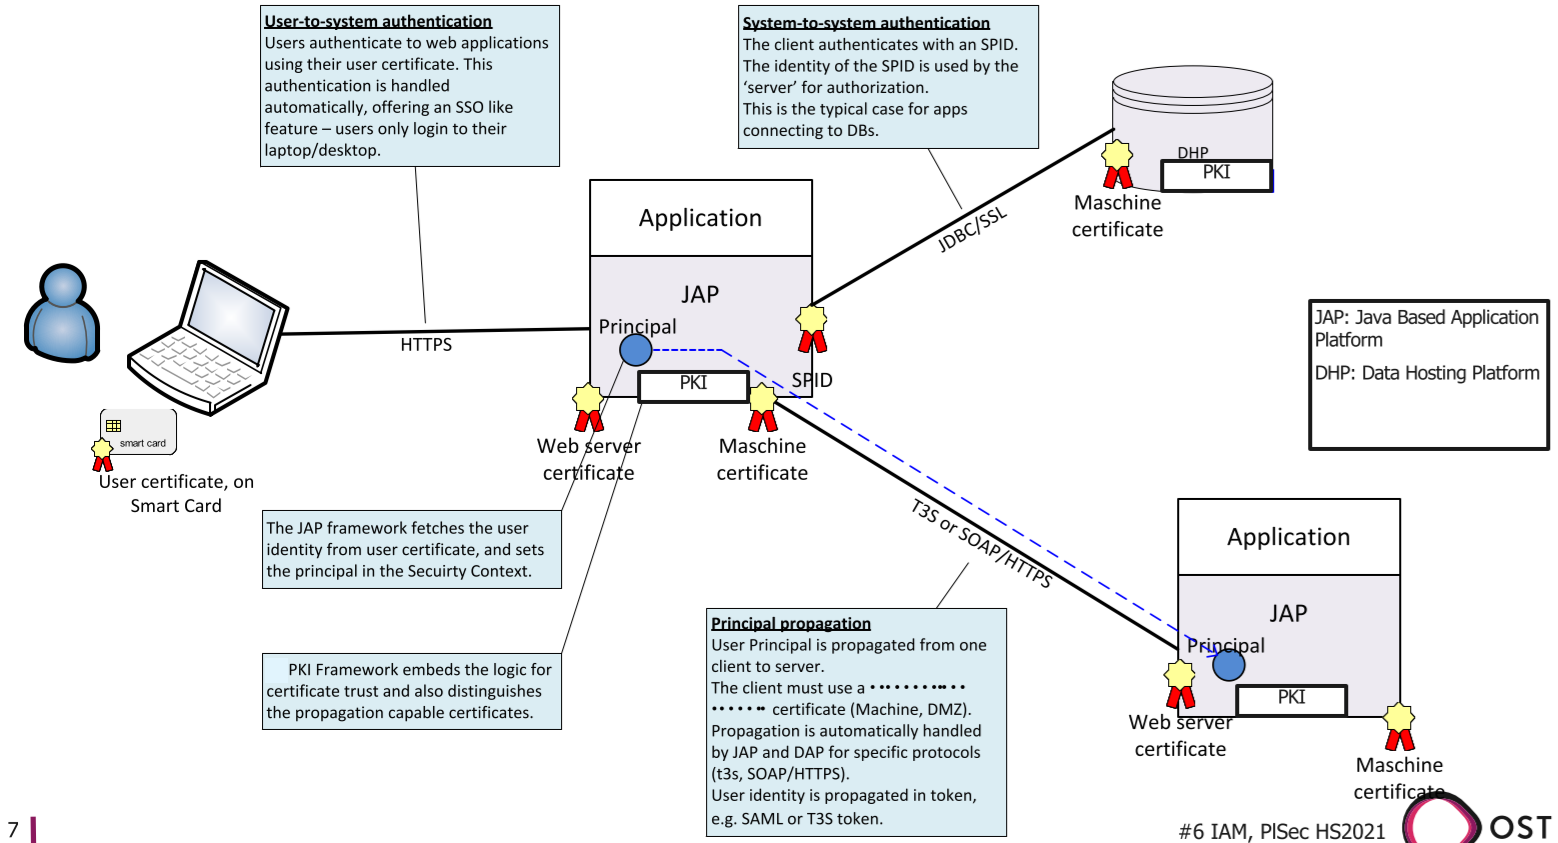 User-to-system authentication
Users authenticate to web applications
using their user certificate. This
authentication is handled
automatically, offering an SSO like
feature – users only login to their
laptop/desktop.
System-to-system authentication
The client authenticates with an SPID.
The identity of the SPID is used by the
‘server’ for authorization.
This is the typical case for apps
connecting to DBs.
DHP
PKI
Maschine
certificate
JDBC/SSL
Application
JAP
Principal
PKI
SPID
HTTPS
Web server
certificate
Maschine
certificate
smart card
User certificate, on
Smart Card
JAP: Java Based Application
Platform
DHP: Data Hosting Platform
The JAP framework fetches the user
identity from user certificate, and sets
the principal in the Secuirty Context.
PKI Framework embeds the logic for
certificate trust and also distinguishes
the propagation capable certificates.
T3S or SOAP/HTTPS
Principal propagation
User Principal is propagated from one
client to server.
The client must use a
certificate (Machine, DMZ).
Propagation is automatically handled
by JAP and DAP for specific protocols
(t3s, SOAP/HTTPS).
User identity is propagated in token,
e.g. SAML or T3S token.
Application
JAP
Principal
PKI
Web server
certificate
Maschine
certificate
7
#6 IAM, PlSec HS2021
OST